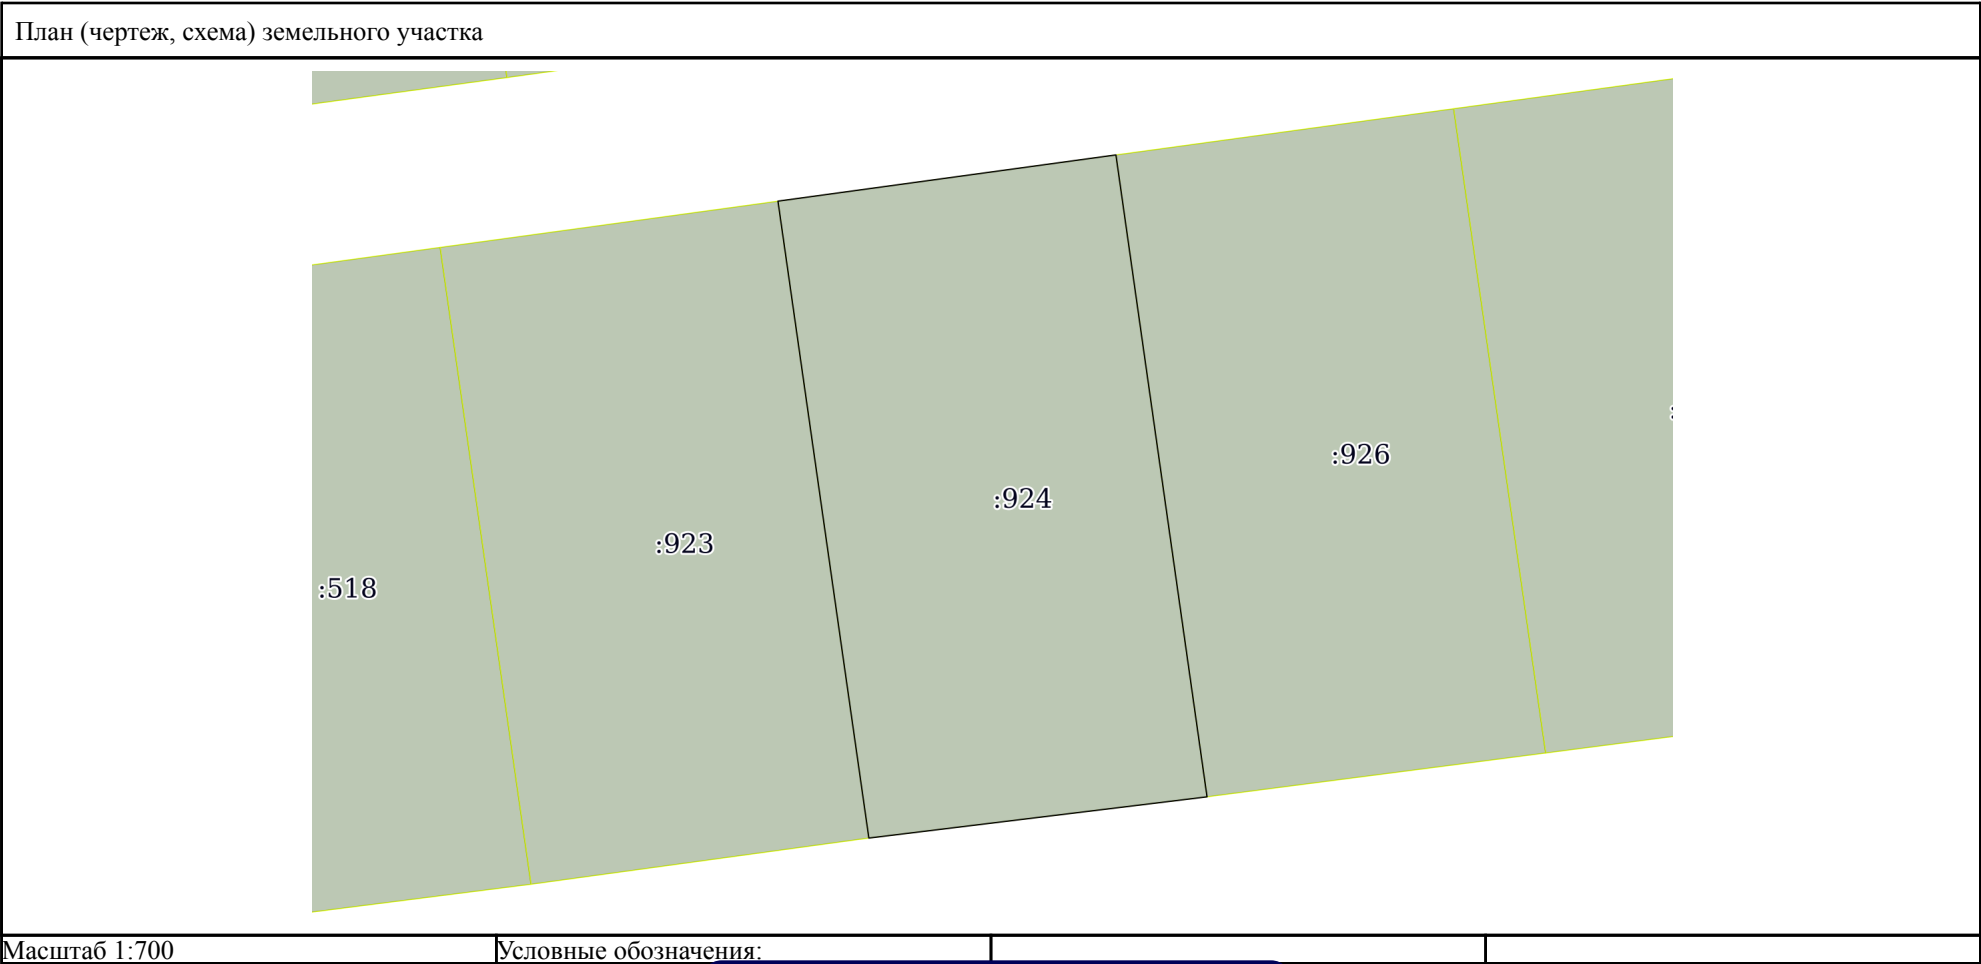 План (чертеж, схема) земельного участка
:926
:924
:923
:518
Масштаб 1:700
Условные обозначения: